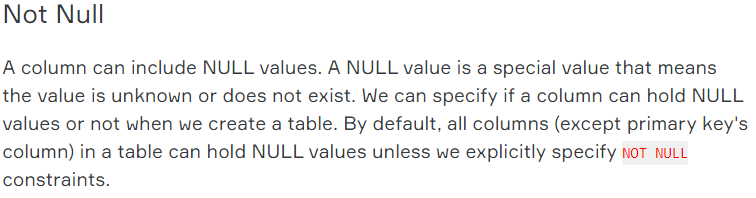 Not Null
A column can include NULL values. A NULL value is a special value that means
the value is unknown or does not exist. We can specify if a column can hold NULL
values or not when we create a table. By default, all columns (except primary key's
column) in a table can hold NULL values unless we explicitly specify NOT NULL
constraints.